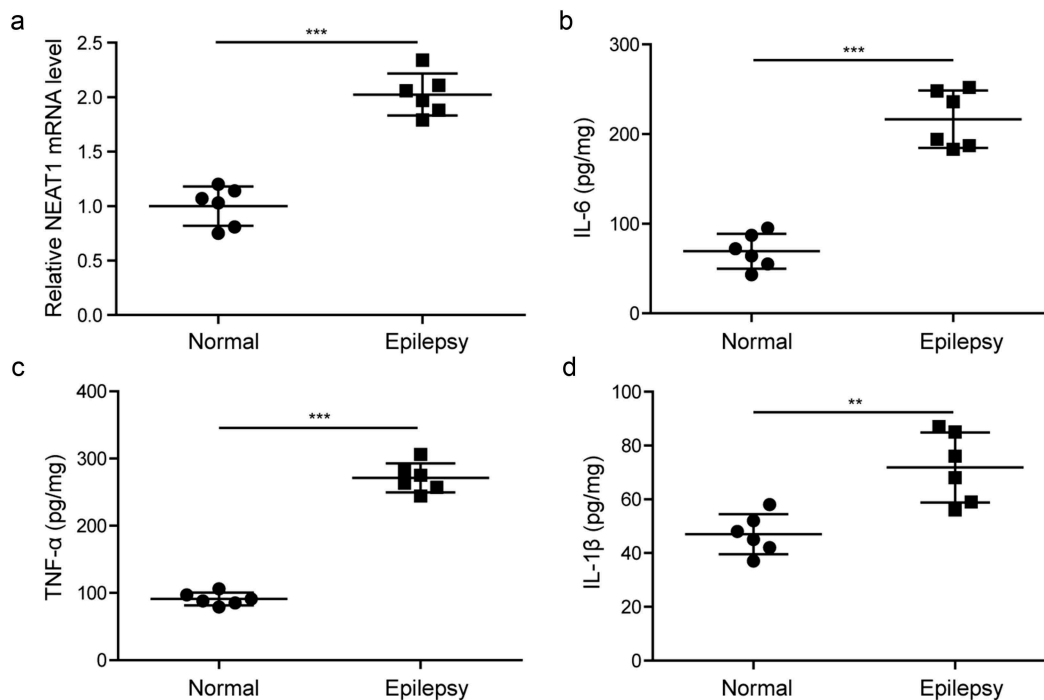 a
***
Relative NEAT1 mRNA level
2.5
2.0
1.5
1.0
0.5
0.0
Normal Epilepsy
b
***
IL-6 (pg/mg)
300
200
100
0
Normal Epilepsy
c
***
TNF-α (pg/mg)
400
300
200
100
0
Normal Epilepsy
d
**
IL-1β (pg/mg)
100
80
60
40
20
0
Normal Epilepsy